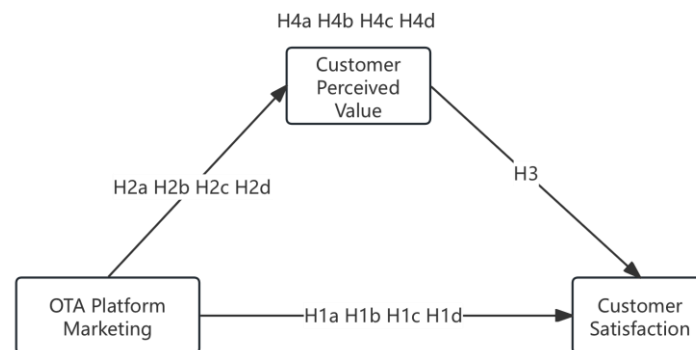 H4a H4b H4c H4d
Customer
Perceived
Value
H2a H2b H2c H2d
H3
OTA Platform
Marketing
H1a H1b H1c H1d
Customer
Satisfaction